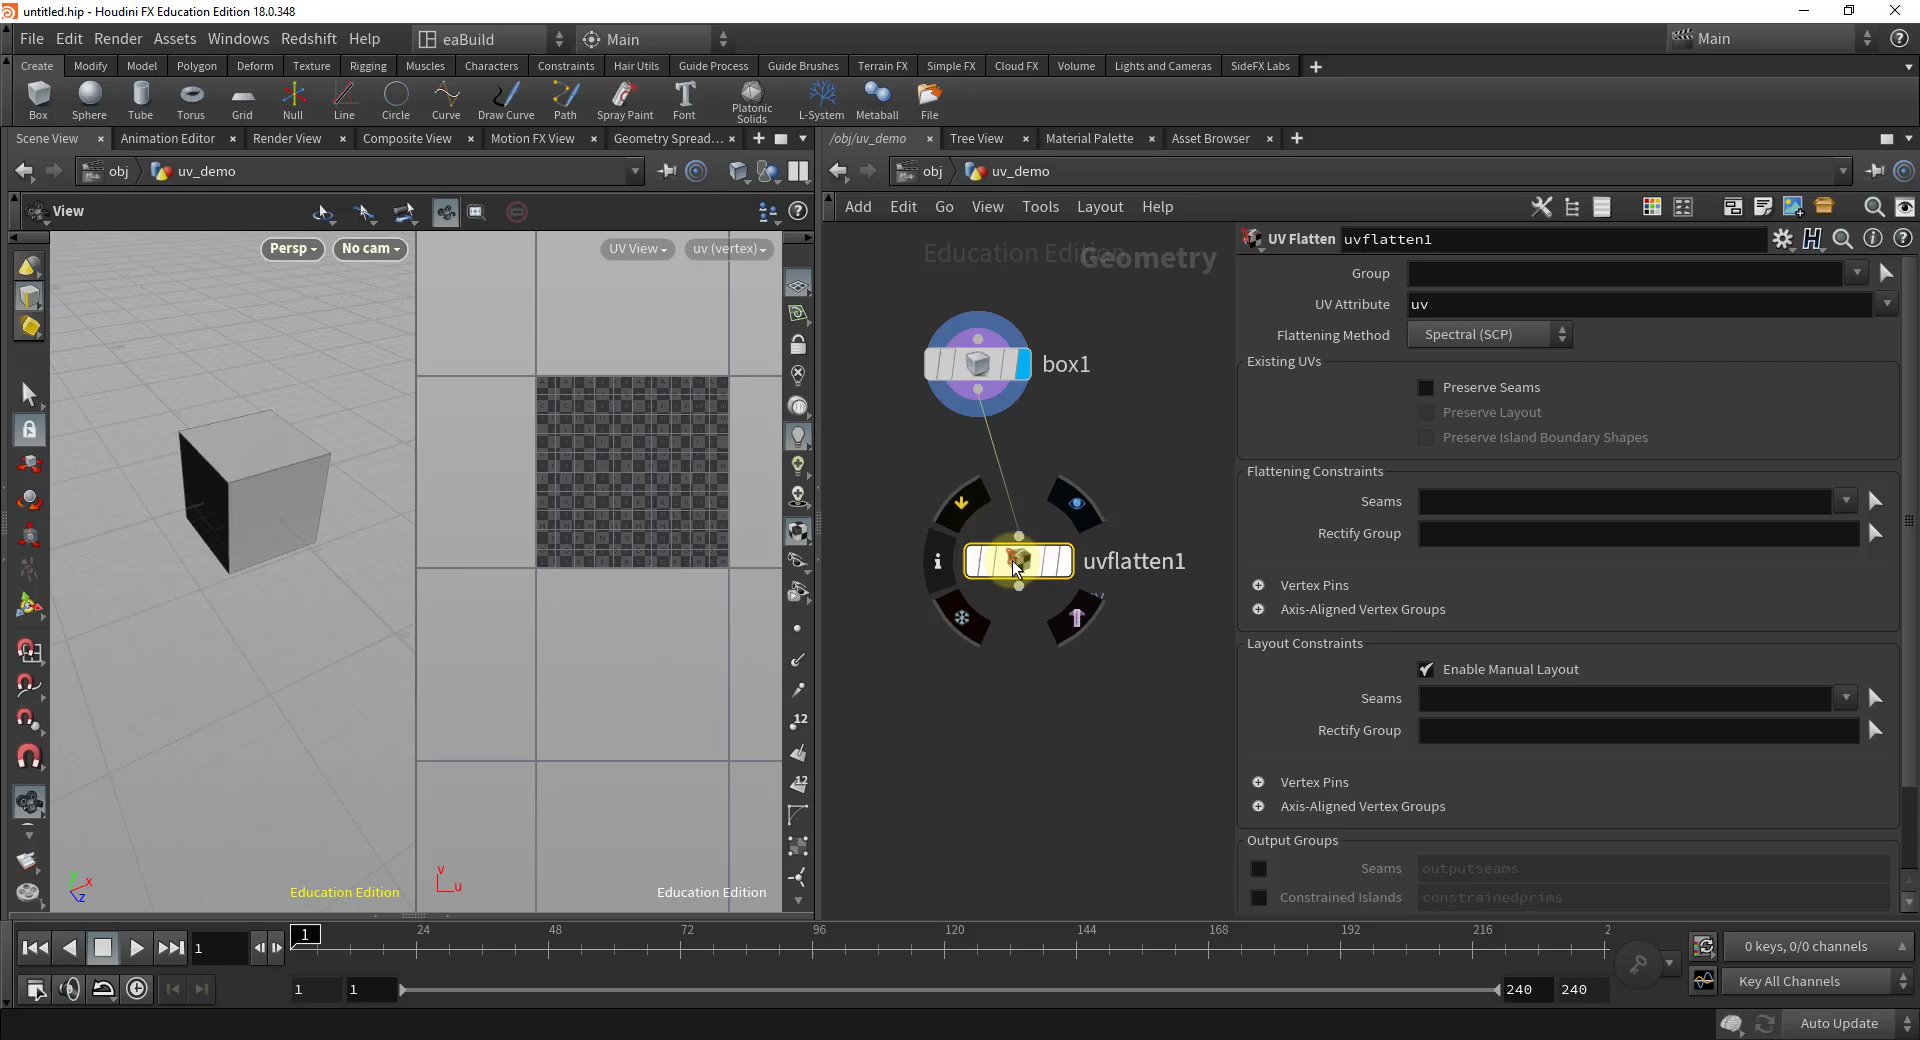 untitled.hip - Houdini FX Education Edition 18.0.348
File Edit Render Assets Windows Redshift Help eaBuild Main Main
Create Modify Model Polygon Deform Texture Rigging Muscles Characters Constraints Hair Utils Guide Process Guide Brushes Terrain FX Simple FX Cloud FX Volume Lights and Cameras SideFX Labs
Box Sphere Tube Torus Grid Null Line Circle Curve Draw Curve Path Spray Paint Font Platonic Solids L-System Metaball File
Scene View Animation Editor Render View Composite View Motion FX View Geometry Spread... /obj/uv_demo Tree View Material Palette Asset Browser
obj uv_demo obj uv_demo
View Add Edit Go View Tools Layout Help
Persp No cam UV View uv (vertex)
Education Edition Geometry
UV Flatten uvflatten1
Group
UV Attribute uv
Flattening Method Spectral (SCP)
Existing UVs
box1
Preserve Seams
Preserve Layout
Preserve Island Boundary Shapes
Flattening Constraints
Seams
Rectify Group
uvflatten1
Vertex Pins
Axis-Aligned Vertex Groups
Layout Constraints
Enable Manual Layout
Seams
Rectify Group
12
Vertex Pins
12
Axis-Aligned Vertex Groups
Output Groups
Seams outputseams
Constrained Islands constrainedprims
y x z
v u
Education Edition Education Edition
1 1 24 48 72 96 120 144 168 192 216 2
0 keys, 0/0 channels
1 1 240 240 Key All Channels
Auto Update